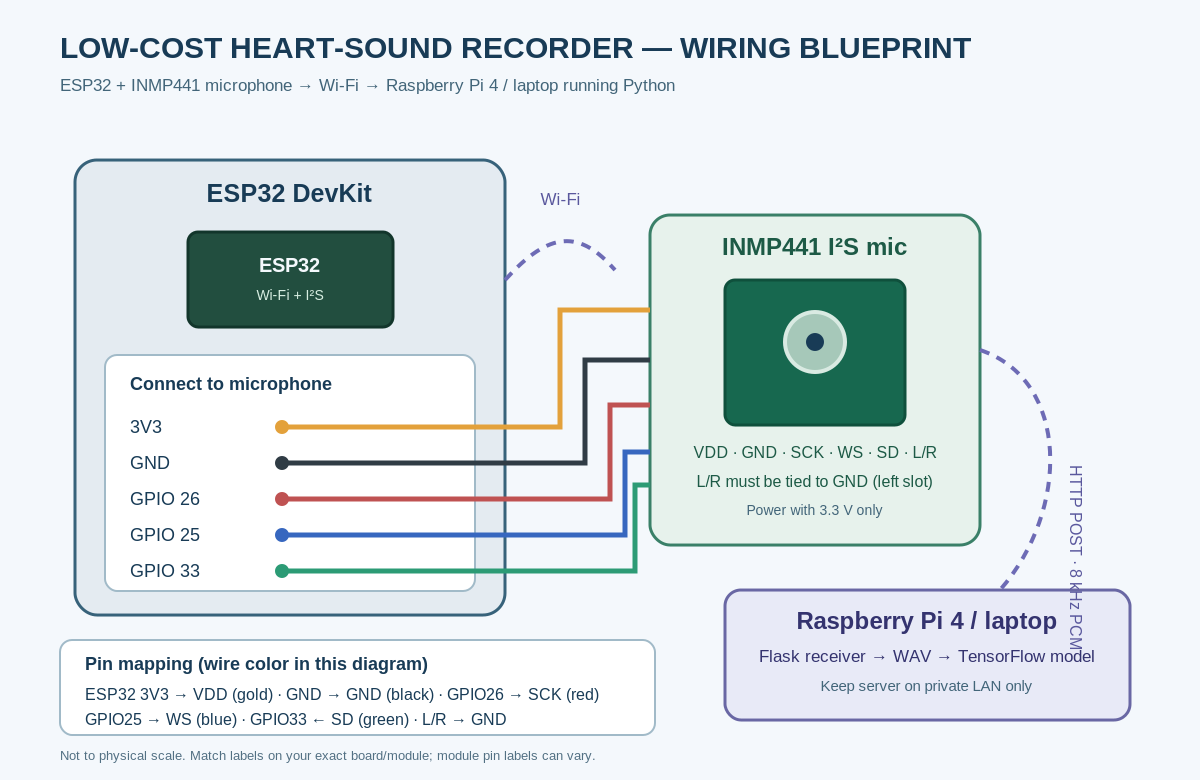 LOW-COST HEART-SOUND RECORDER — WIRING BLUEPRINT
ESP32 + INMP441 microphone → Wi-Fi → Raspberry Pi 4 / laptop running Python
ESP32 DevKit
ESP32
Wi-Fi + I²S
Connect to microphone
3V3
GND
GPIO 26
GPIO 25
GPIO 33
Wi-Fi
INMP441 I²S mic
VDD · GND · SCK · WS · SD · L/R
L/R must be tied to GND (left slot)
Power with 3.3 V only
HTTP POST · 8 kHz PCM
Raspberry Pi 4 / laptop
Flask receiver → WAV → TensorFlow model
Keep server on private LAN only
Pin mapping (wire color in this diagram)
ESP32 3V3 → VDD (gold) · GND → GND (black) · GPIO26 → SCK (red)
GPIO25 → WS (blue) · GPIO33 ← SD (green) · L/R → GND
Not to physical scale. Match labels on your exact board/module; module pin labels can vary.